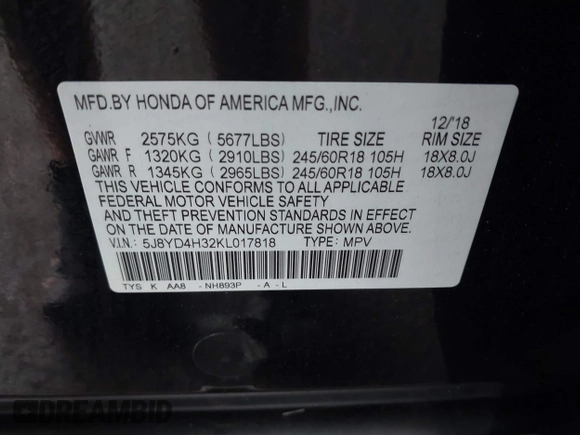 MFD.BY HONDA OF AMERICA MFG.,INC.
12/'18
GVWR 2575KG ( 5677LBS) TIRE SIZE RIM SIZE
GAWR F 1320KG ( 2910LBS) 245/60R18 105H 18X8.0J
GAWR R 1345KG ( 2965LBS) 245/60R18 105H 18X8.0J
THIS VEHICLE CONFORMS TO ALL APPLICABLE
FEDERAL MOTOR VEHICLE SAFETY
AND THEFT PREVENTION STANDARDS IN EFFECT
ON THE DATE OF MANUFACTURE SHOWN ABOVE.
V.I.N: 5J8YD4H32KL017818 TYPE: MPV
TYS K AA8 - NH893P - A - L
DREAMBID